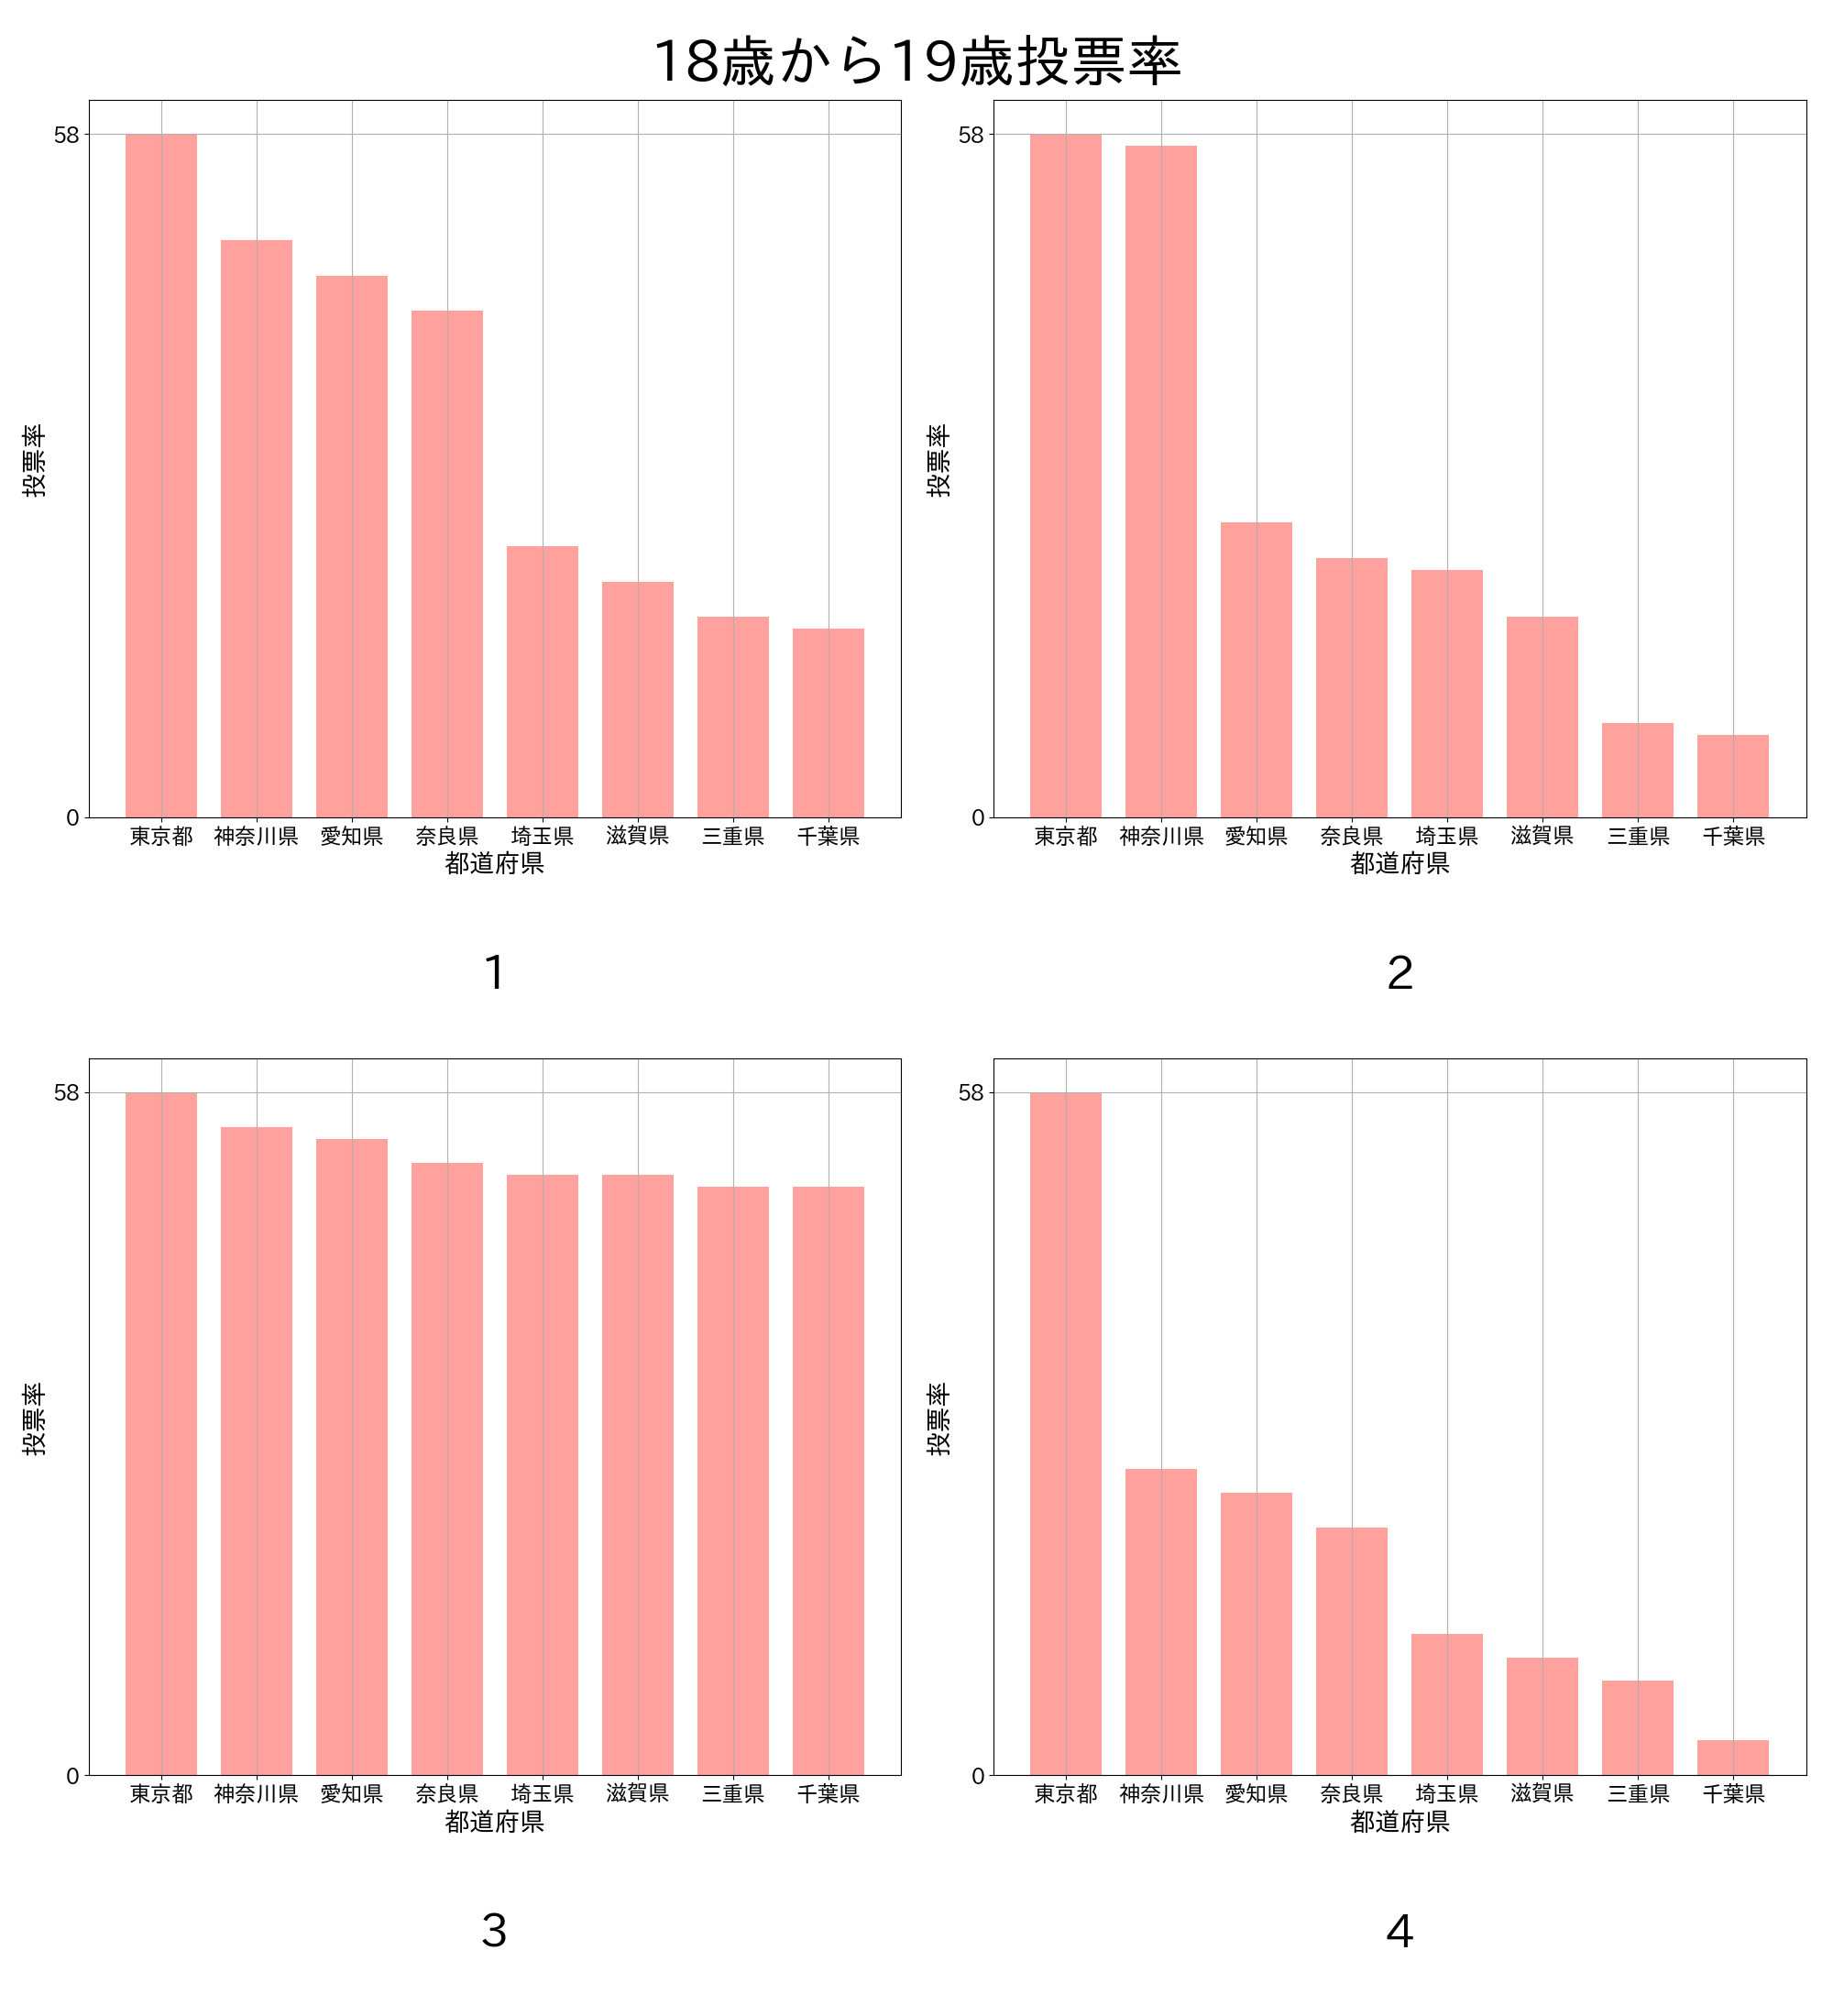 18歳から19歳投票率
58
0
投票率
東京都 神奈川県 愛知県 奈良県 埼玉県 滋賀県 三重県 千葉県
都道府県
1
58
0
投票率
東京都 神奈川県 愛知県 奈良県 埼玉県 滋賀県 三重県 千葉県
都道府県
2
58
0
投票率
東京都 神奈川県 愛知県 奈良県 埼玉県 滋賀県 三重県 千葉県
都道府県
3
58
0
投票率
東京都 神奈川県 愛知県 奈良県 埼玉県 滋賀県 三重県 千葉県
都道府県
4